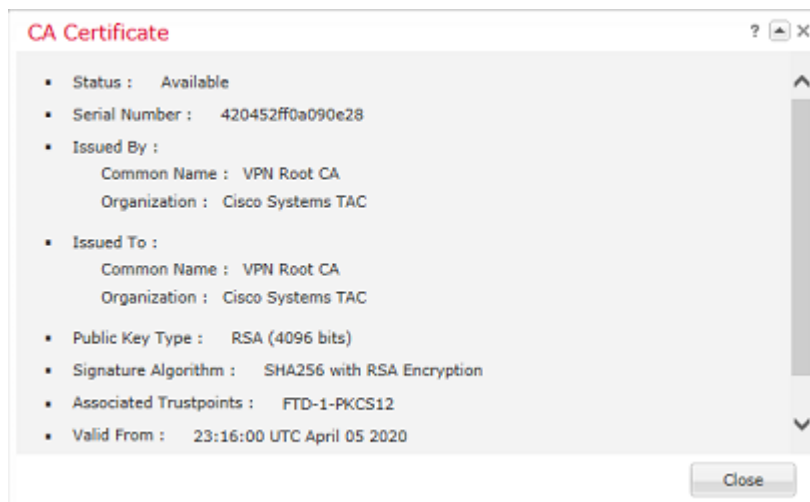 CA Certificate
?
Status : Available
Serial Number : 420452ff0a090e28
Issued By :
Common Name : VPN Root CA
Organization : Cisco Systems TAC
Issued To :
Common Name : VPN Root CA
Organization : Cisco Systems TAC
Public Key Type : RSA (4096 bits)
Signature Algorithm : SHA256 with RSA Encryption
Associated Trustpoints : FTD-1-PKCS12
Valid From : 23:16:00 UTC April 05 2020
Close